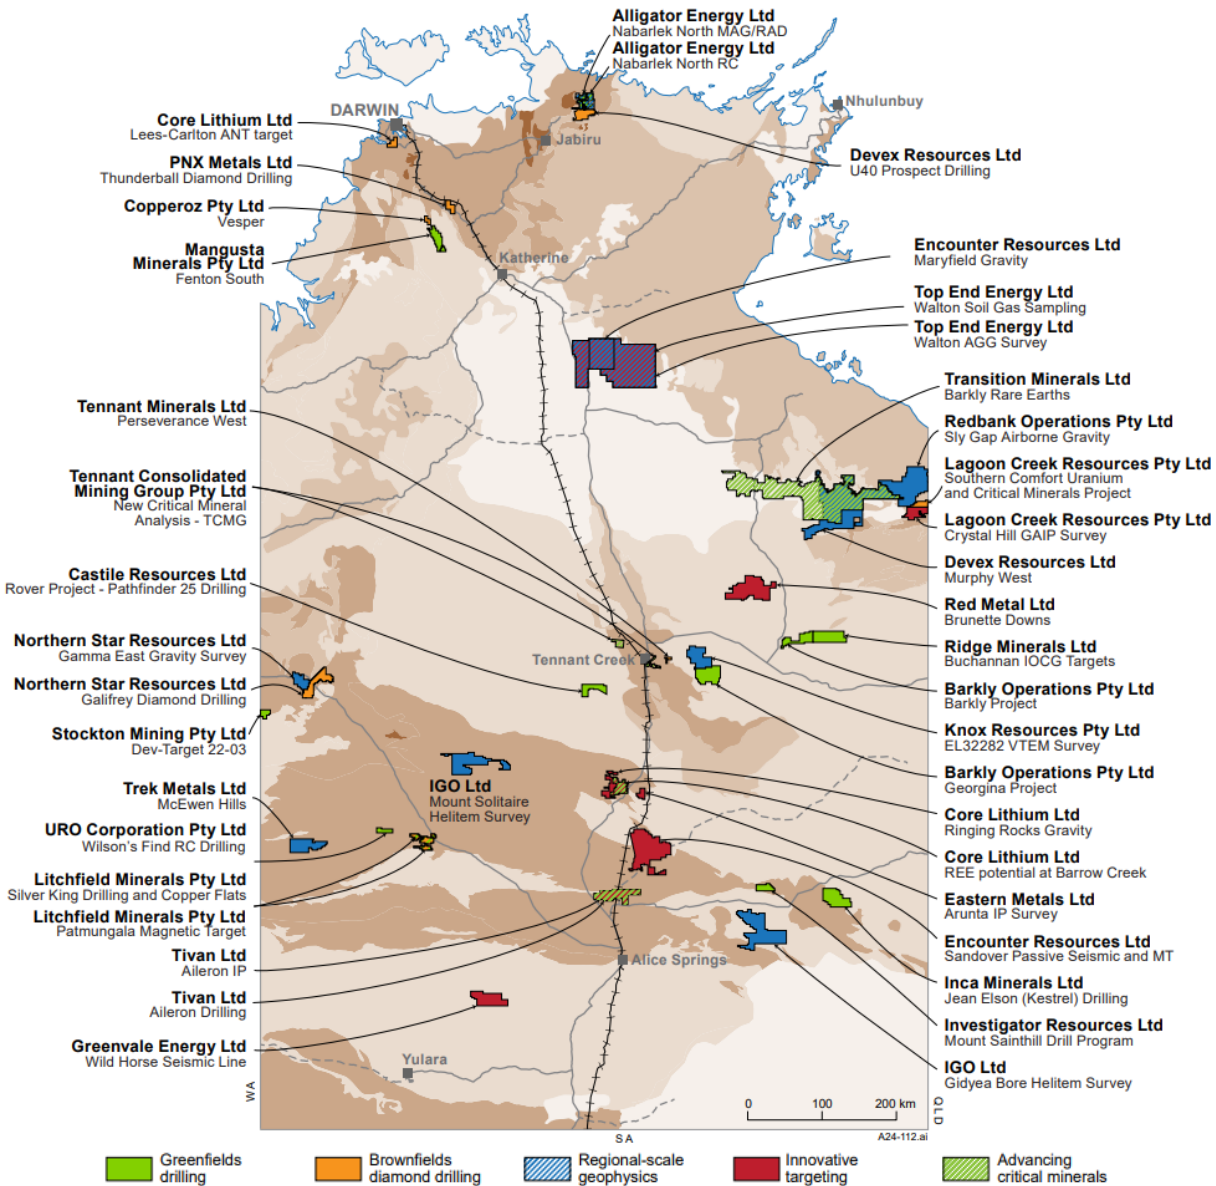 Alligator Energy Ltd
Nabarlek North MAG/RAD
Alligator Energy Ltd
Nabarlek North RC
DARWIN
Nhulunbuy
Jabiru
Core Lithium Ltd
Lees-Carlton ANT target
PNX Metals Ltd
Thunderball Diamond Drilling
Copperoz Pty Ltd
Vesper
Mangusta
Minerals Pty Ltd
Fenton South
Katherine
Devex Resources Ltd
U40 Prospect Drilling
Encounter Resources Ltd
Maryfield Gravity
Top End Energy Ltd
Walton Soil Gas Sampling
Top End Energy Ltd
Walton AGG Survey
Transition Minerals Ltd
Barkly Rare Earths
Redbank Operations Pty Ltd
Sly Gap Airborne Gravity
Lagoon Creek Resources Pty Ltd
Southern Comfort Uranium
and Critical Minerals Project
Lagoon Creek Resources Pty Ltd
Crystal Hill GAIP Survey
Devex Resources Ltd
Murphy West
Red Metal Ltd
Brunette Downs
Ridge Minerals Ltd
Buchannan IOCG Targets
Barkly Operations Pty Ltd
Barkly Project
Knox Resources Pty Ltd
EL32282 VTEM Survey
Barkly Operations Pty Ltd
Georgina Project
Core Lithium Ltd
Ringing Rocks Gravity
Core Lithium Ltd
REE potential at Barrow Creek
Eastern Metals Ltd
Arunta IP Survey
Encounter Resources Ltd
Sandover Passive Seismic and MT
Inca Minerals Ltd
Jean Elson (Kestrel) Drilling
Investigator Resources Ltd
Mount Sainthill Drill Program
IGO Ltd
Gidyea Bore Helitem Survey
Tennant Minerals Ltd
Perseverance West
Tennant Consolidated
Mining Group Pty Ltd
New Critical Mineral
Analysis - TCMG
Castile Resources Ltd
Rover Project - Pathfinder 25 Drilling
Northern Star Resources Ltd
Gamma East Gravity Survey
Northern Star Resources Ltd
Galifrey Diamond Drilling
Stockton Mining Pty Ltd
Dev-Target 22-03
Trek Metals Ltd
McEwen Hills
URO Corporation Pty Ltd
Wilson's Find RC Drilling
Litchfield Minerals Pty Ltd
Silver King Drilling and Copper Flats
Litchfield Minerals Pty Ltd
Patmungala Magnetic Target
Tivan Ltd
Aileron IP
Tivan Ltd
Aileron Drilling
Greenvale Energy Ltd
Wild Horse Seismic Line
Tennant Creek
IGO Ltd
Mount Solitaire
Helitem Survey
Alice Springs
Yulara
WA
QLD
SA
0 100 200 km
A24-112.ai
Greenfields
drilling
Brownfields
diamond drilling
Regional-scale
geophysics
Innovative
targeting
Advancing
critical minerals